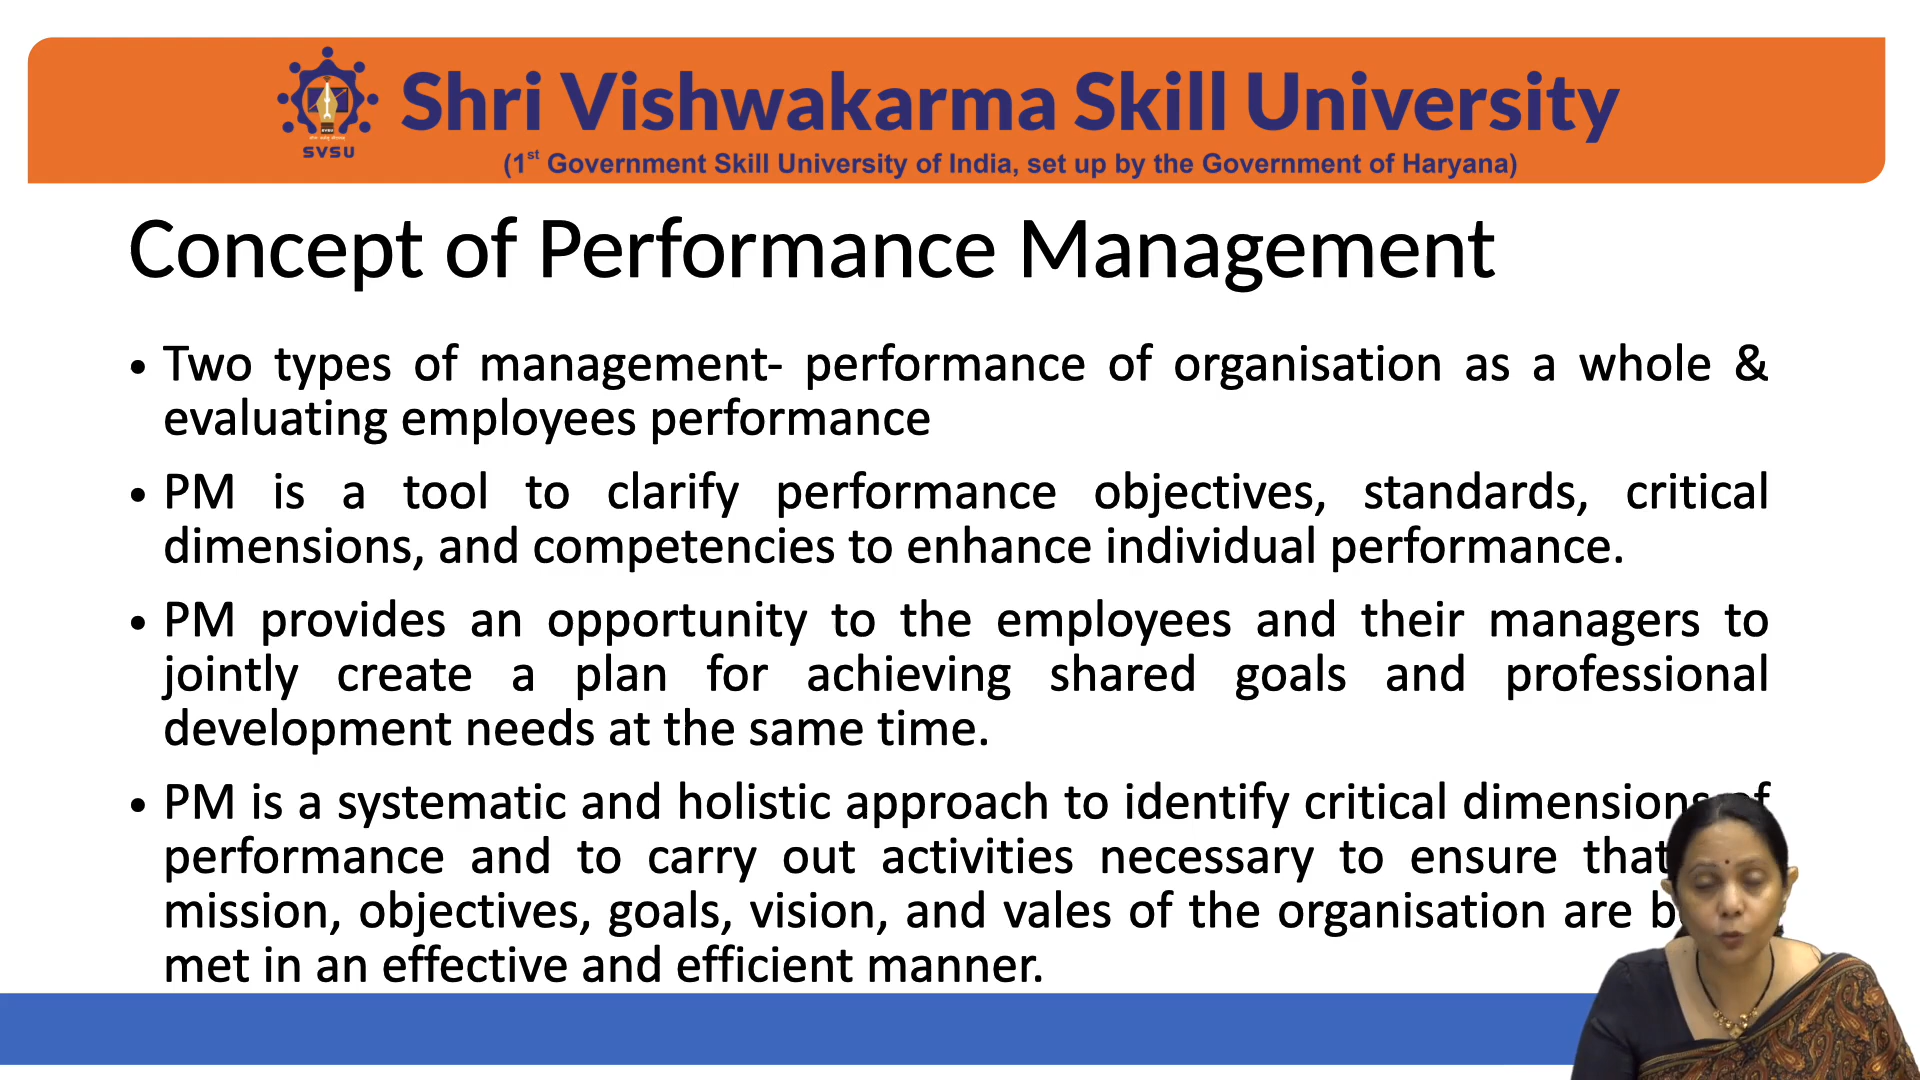 SVSU
Shri Vishwakarma Skill University
(1st Government Skill University of India, set up by the Government of Haryana)
Concept of Performance Management
• Two types of management- performance of organisation as a whole &
evaluating employees performance
• PM is a tool to clarify performance objectives, standards, critical
dimensions, and competencies to enhance individual performance.
• PM provides an opportunity to the employees and their managers to
jointly create a plan for achieving shared goals and professional
development needs at the same time.
• PM is a systematic and holistic approach to identify critical dimensions of
performance and to carry out activities necessary to ensure that
mission, objectives, goals, vision, and vales of the organisation are
met in an effective and efficient manner.